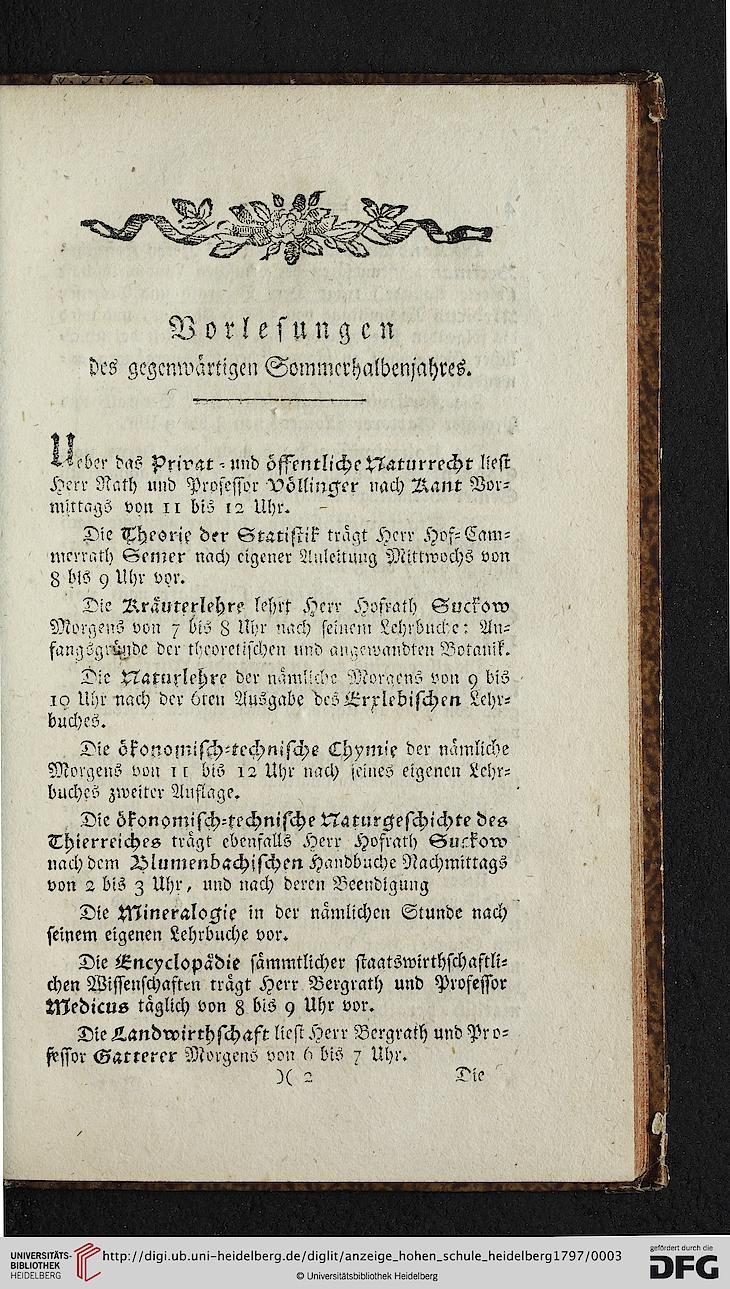 Vorlesungen
des gegenwärtigen Sommerhalbenjahres.
Ueber das Privat- und öffentliche Naturrecht liest
Herr Rath und Professor Völlinger nach Kant Vor-
mittags von 11 bis 12 Uhr.
Die Theorie der Statistik trägt Herr Hof-Cam-
merrath Semer nach eigener Anleitung Mittwochs von
8 bis 9 Uhr vor.
Die Kräuterlehre lehrt Herr Hofrath Suckow
Morgens von 7 bis 8 Uhr nach seinem Lehrbuche: An-
fangsgründe der theoretischen und angewandten Botanik.
Die Naturlehre der nämliche Morgens von 9 bis
10 Uhr nach der 6ten Ausgabe des Erxlebischen Lehr-
buches.
Die ökonomisch-technische Chymie der nämliche
Morgens von 11 bis 12 Uhr nach seines eigenen Lehr-
buches zweiter Auflage.
Die ökonomisch-technische Naturgeschichte des
Thierreiches trägt ebenfalls Herr Hofrath Suckow
nach dem Blumenbachischen Handbuche Nachmittags
von 2 bis 3 Uhr, und nach deren Beendigung
Die Mineralogie in der nämlichen Stunde nach
seinem eigenen Lehrbuche vor.
Die Encyclopädie sämmtlicher staatswirthschaftli-
chen Wissenschaften trägt Herr Bergrath und Professor
Medicus täglich von 8 bis 9 Uhr vor.
Die Landwirthschaft liest Herr Bergrath und Pro-
fessor Gatterer Morgens von 6 bis 7 Uhr.
)( 2 Die
UNIVERSITÄTS-
BIBLIOTHEK
HEIDELBERG
http://digi.ub.uni-heidelberg.de/diglit/anzeige_hohen_schule_heidelberg1797/0003
© Universitätsbibliothek Heidelberg
gefördert durch die
DFG